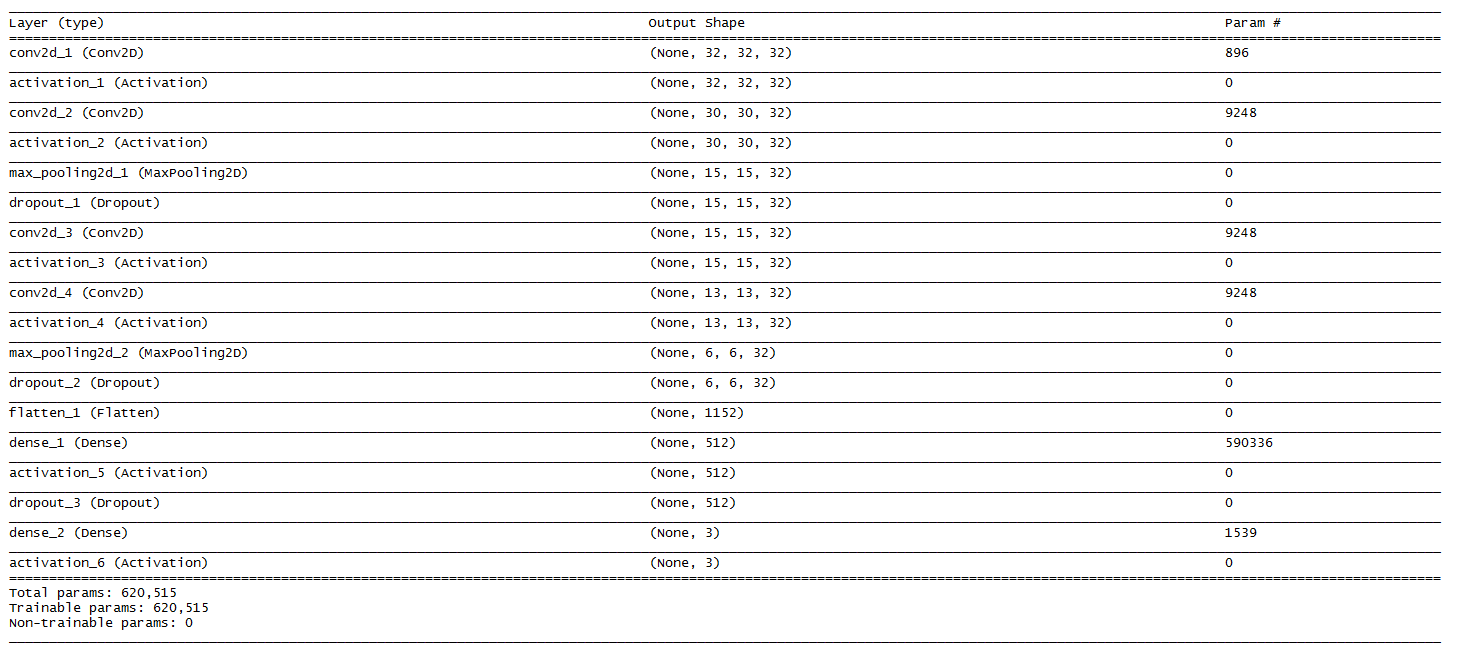 Layer (type) Output Shape Param #
conv2d_1 (Conv2D) (None, 32, 32, 32) 896
activation_1 (Activation) (None, 32, 32, 32) 0
conv2d_2 (Conv2D) (None, 30, 30, 32) 9248
activation_2 (Activation) (None, 30, 30, 32) 0
max_pooling2d_1 (MaxPooling2D) (None, 15, 15, 32) 0
dropout_1 (Dropout) (None, 15, 15, 32) 0
conv2d_3 (Conv2D) (None, 15, 15, 32) 9248
activation_3 (Activation) (None, 15, 15, 32) 0
conv2d_4 (Conv2D) (None, 13, 13, 32) 9248
activation_4 (Activation) (None, 13, 13, 32) 0
max_pooling2d_2 (MaxPooling2D) (None, 6, 6, 32) 0
dropout_2 (Dropout) (None, 6, 6, 32) 0
flatten_1 (Flatten) (None, 1152) 0
dense_1 (Dense) (None, 512) 590336
activation_5 (Activation) (None, 512) 0
dropout_3 (Dropout) (None, 512) 0
dense_2 (Dense) (None, 3) 1539
activation_6 (Activation) (None, 3) 0
Total params: 620,515
Trainable params: 620,515
Non-trainable params: 0